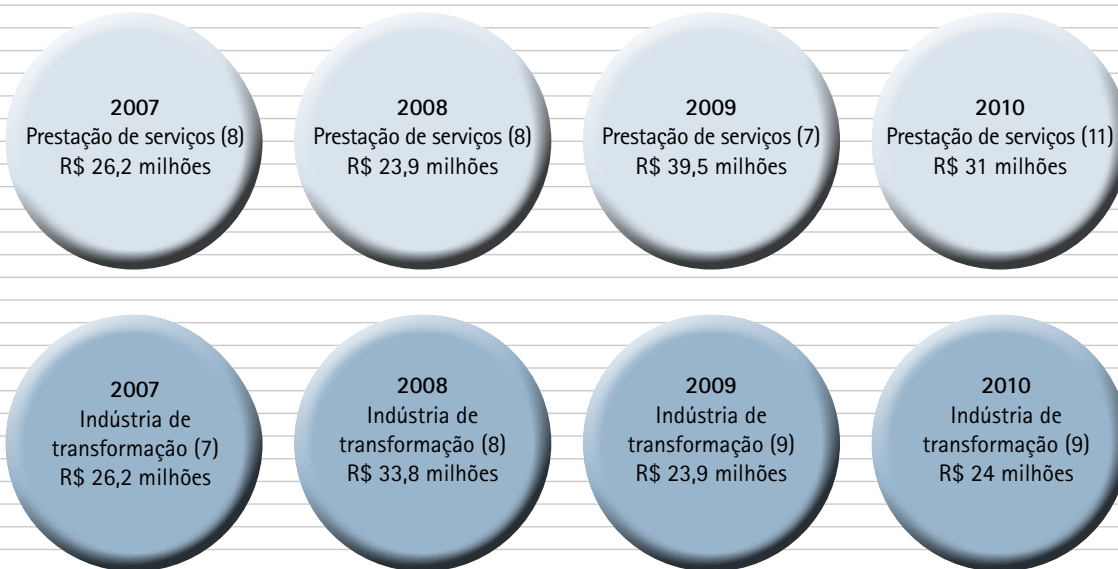 2007
Prestação de serviços (8)
R$ 26,2 milhões
2008
Prestação de serviços (8)
R$ 23,9 milhões
2009
Prestação de serviços (7)
R$ 39,5 milhões
2010
Prestação de serviços (11)
R$ 31 milhões
2007
Indústria de
transformação (7)
R$ 26,2 milhões
2008
Indústria de
transformação (8)
R$ 33,8 milhões
2009
Indústria de
transformação (9)
R$ 23,9 milhões
2010
Indústria de
transformação (9)
R$ 24 milhões